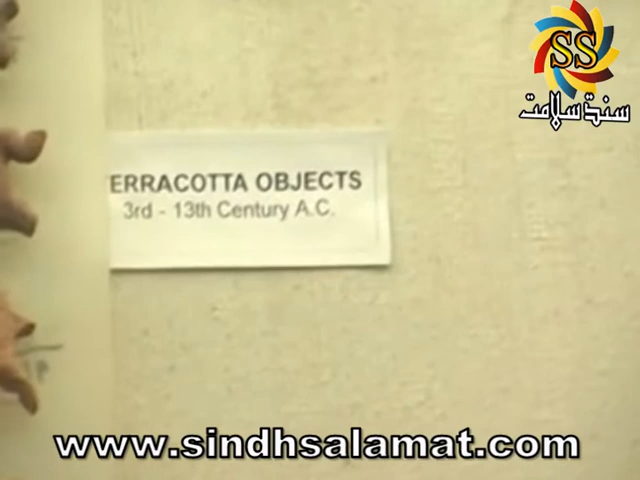 SS
سنڌ سلامت
ERRACOTTA OBJECTS
3rd - 13th Century A.C.
www.sindhsalamat.com